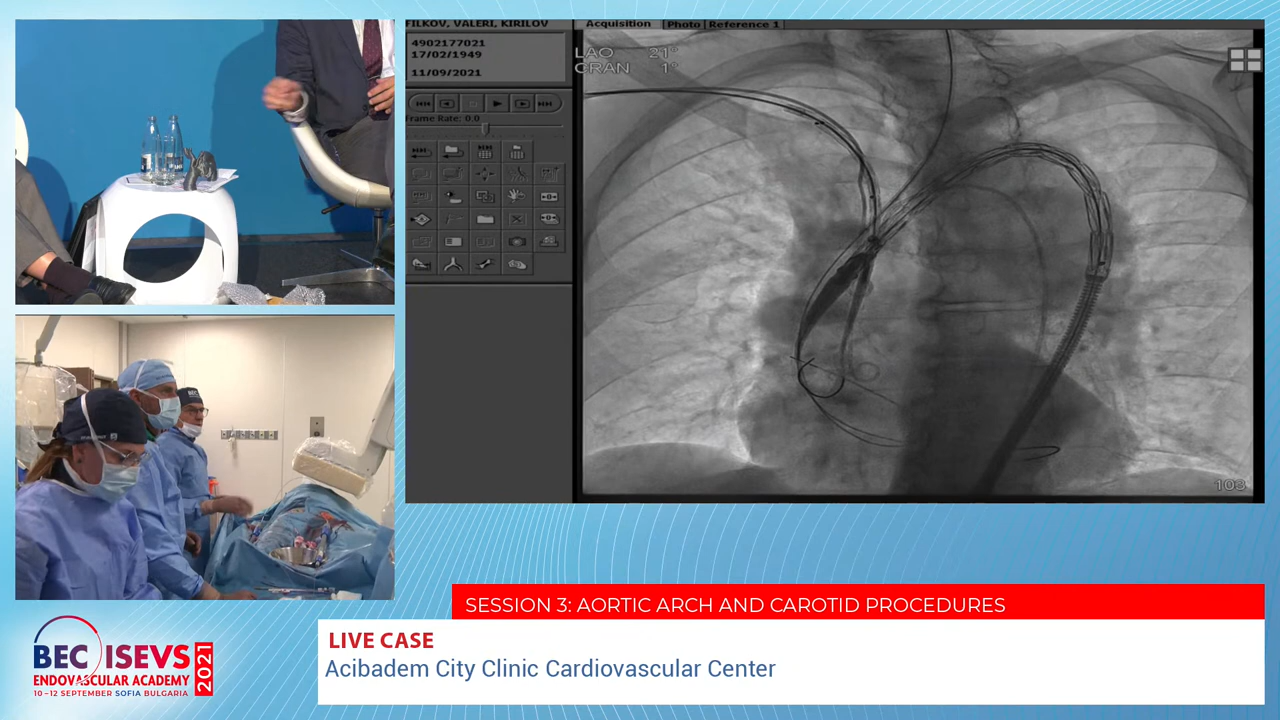 FILKOV, VALERI, KIRILOV
Acquisition
Photo
Reference 1
4902177021
17/02/1949
11/09/2021
LAO 21°
CRAN 1°
Frame Rate: 0.0
103
SESSION 3: AORTIC ARCH AND CAROTID PROCEDURES
LIVE CASE
Acibadem City Clinic Cardiovascular Center
BEC ISEVS 2021
ENDOVASCULAR ACADEMY
10–12 SEPTEMBER SOFIA BULGARIA